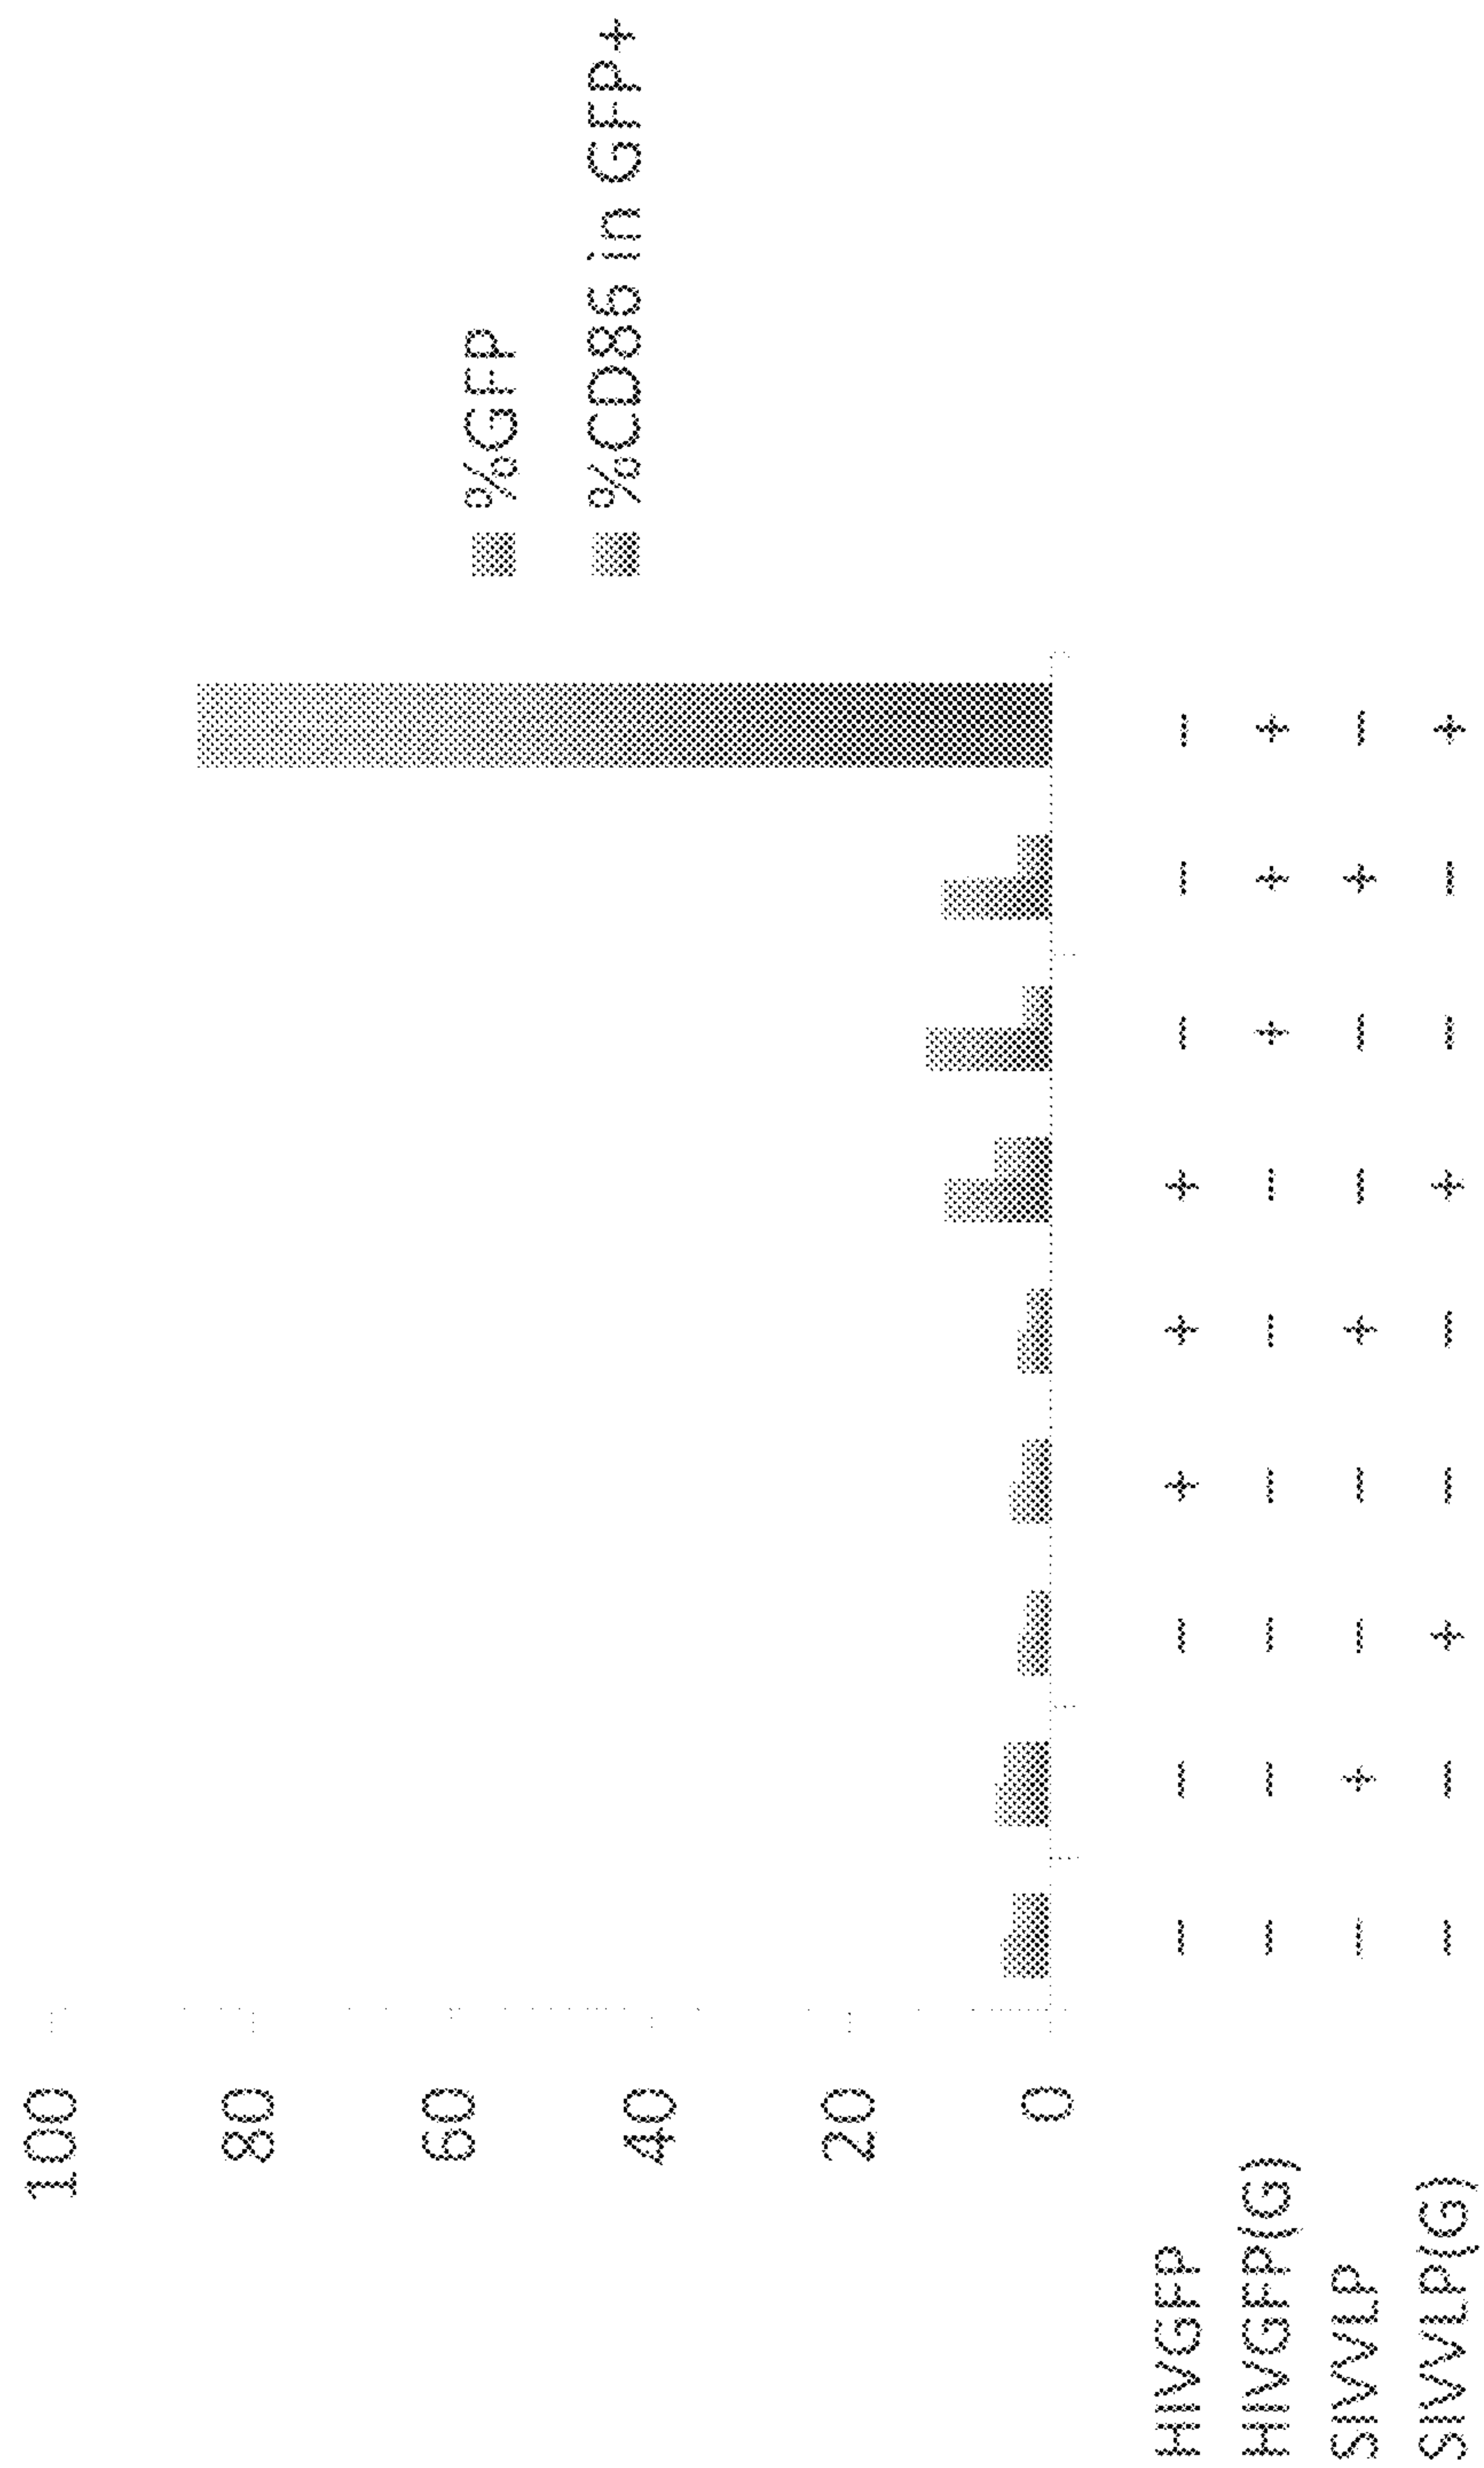 100
80
60
40
20
0
%GFP
%CD86 in GFP+
HIVGFP − − − + + + − − −
HIVGFP(G) − − − − − − + + +
SIVVLP − + − − + − − + −
SIVVLP(G) − − + − − + − − +